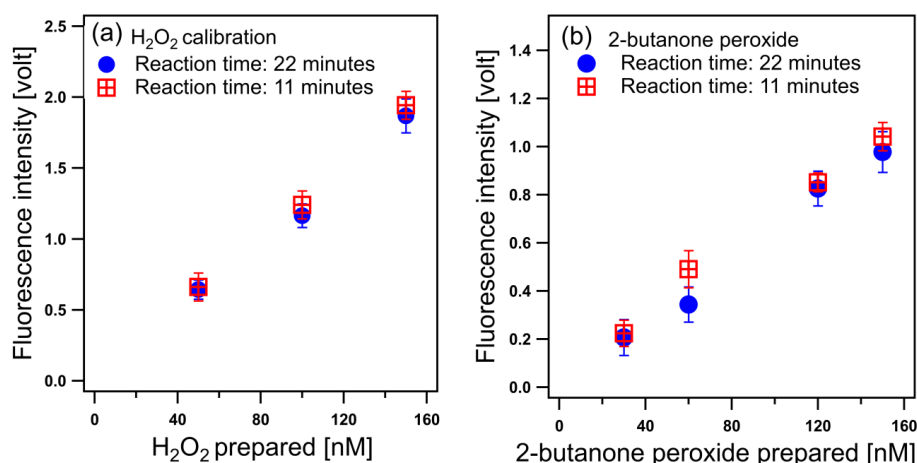 (a) H₂O₂ calibration
Reaction time: 22 minutes
Reaction time: 11 minutes
Fluorescence intensity [volt]
2.5
2.0
1.5
1.0
0.5
0.0
0 40 80 120 160
H₂O₂ prepared [nM]
(b) 2-butanone peroxide
Reaction time: 22 minutes
Reaction time: 11 minutes
Fluorescence intensity [volt]
1.4
1.2
1.0
0.8
0.6
0.4
0.2
0.0
0 40 80 120 160
2-butanone peroxide prepared [nM]